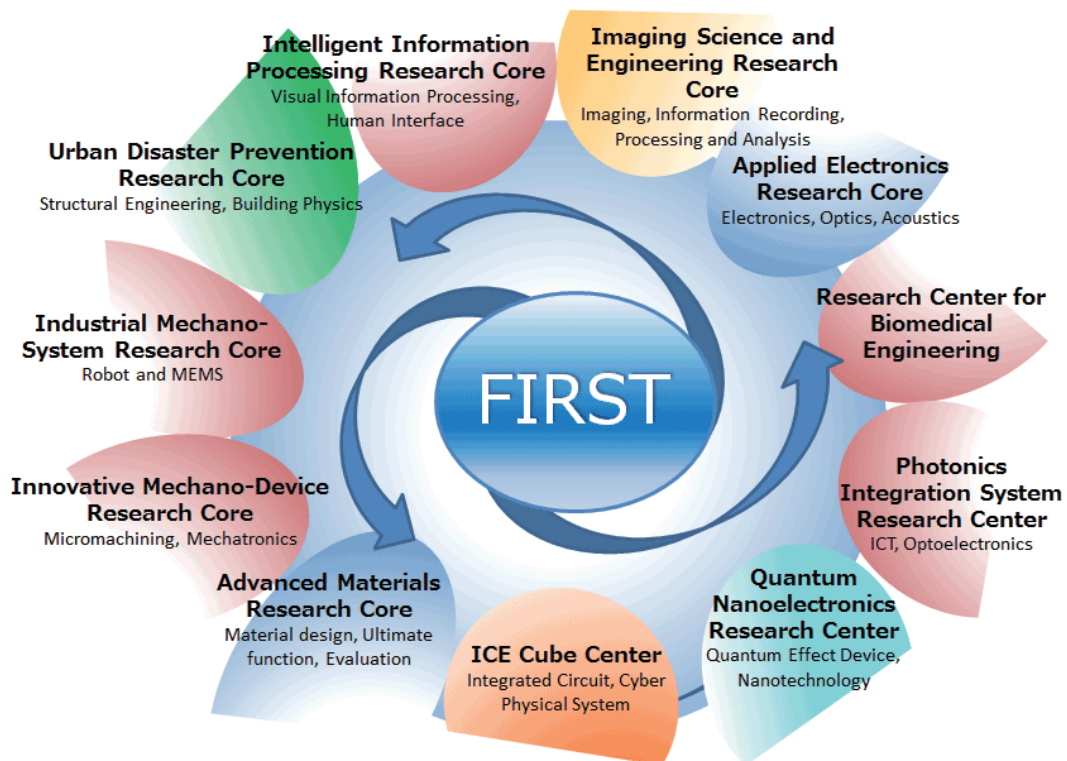 Intelligent Information
Processing Research Core
Visual Information Processing,
Human Interface
Imaging Science and
Engineering Research
Core
Imaging, Information Recording,
Processing and Analysis
Urban Disaster Prevention
Research Core
Structural Engineering, Building Physics
Applied Electronics
Research Core
Electronics, Optics, Acoustics
Industrial Mechano-
System Research Core
Robot and MEMS
Research Center for
Biomedical
Engineering
FIRST
Innovative Mechano-Device
Research Core
Micromachining, Mechatronics
Photonics
Integration System
Research Center
ICT, Optoelectronics
Advanced Materials
Research Core
Material design, Ultimate
function, Evaluation
ICE Cube Center
Integrated Circuit, Cyber
Physical System
Quantum
Nanoelectronics
Research Center
Quantum Effect Device,
Nanotechnology